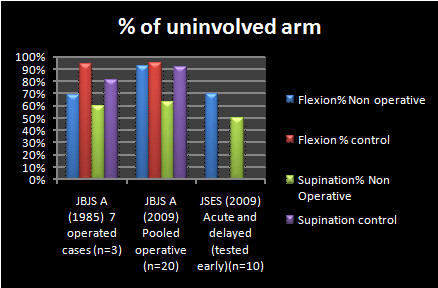 % of uninvolved arm
100%
90%
80%
70%
60%
50%
40%
30%
20%
10%
0%
JBJS A
(1985) 7
operated
cases (n=3)
JBJS A
(2009)
Pooled
operative
(n=20)
JSES (2009)
Acute and
delayed
(tested
early)(n=10)
Flexion% Non operative
Flexion % control
Supination% Non
Operative
Supination control